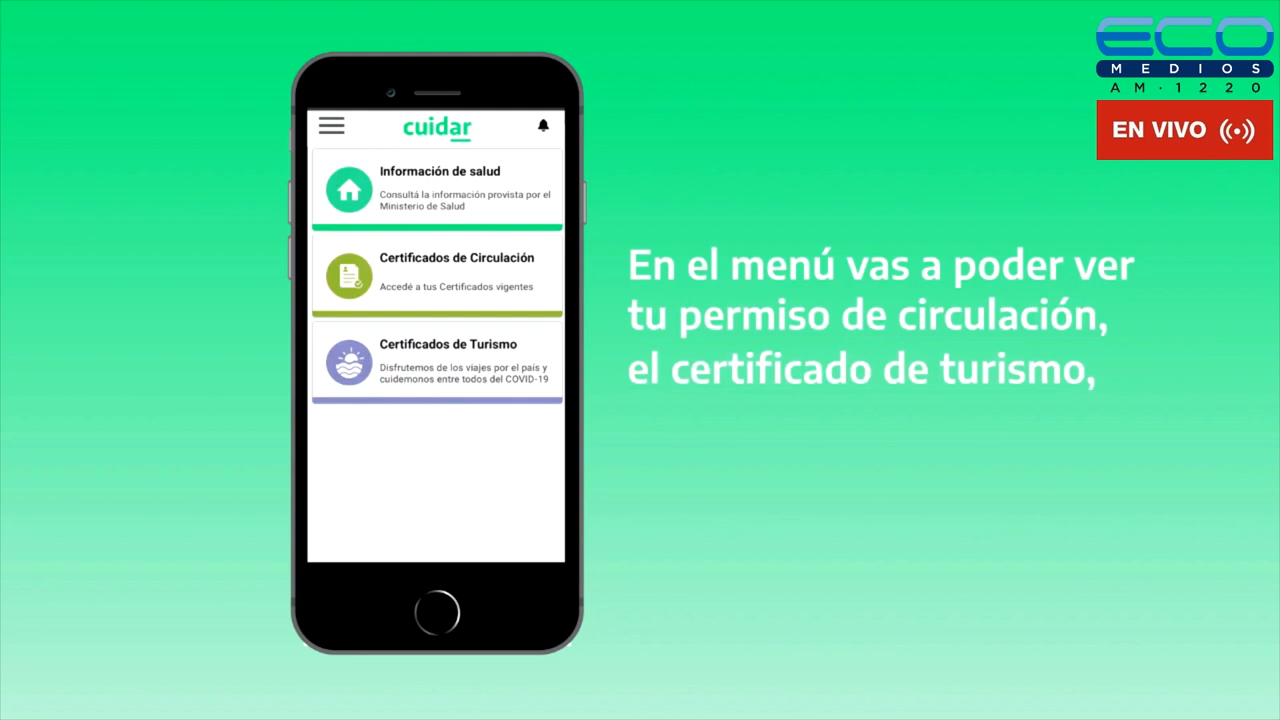 ECO
MEDIOS
AM·1220
EN VIVO
cuidar
Información de salud
Consultá la información provista por el
Ministerio de Salud
Certificados de Circulación
Accedé a tus Certificados vigentes
Certificados de Turismo
Disfrutemos de los viajes por el país y
cuidemonos entre todos del COVID-19
En el menú vas a poder ver
tu permiso de circulación,
el certificado de turismo,